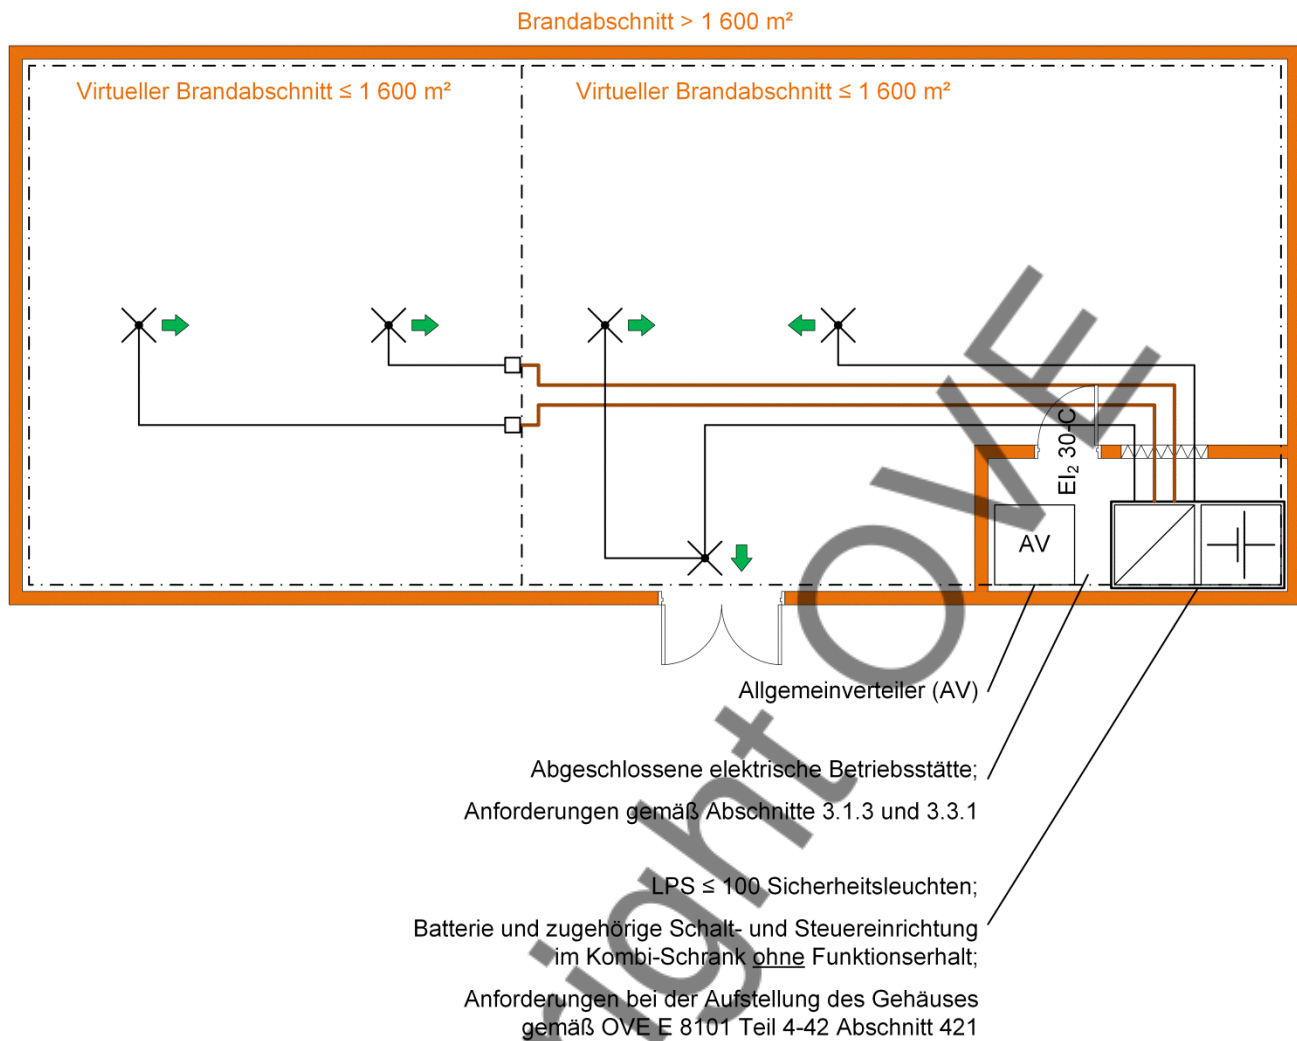 Brandabschnitt > 1 600 m²
Virtueller Brandabschnitt ≤ 1 600 m²
Virtueller Brandabschnitt ≤ 1 600 m²
EI₂ 30-C
AV
Allgemeinverteiler (AV)
Abgeschlossene elektrische Betriebsstätte;
Anforderungen gemäß Abschnitte 3.1.3 und 3.3.1
LPS ≤ 100 Sicherheitsleuchten;
Batterie und zugehörige Schalt- und Steuereinrichtung
im Kombi-Schrank ohne Funktionserhalt;
Anforderungen bei der Aufstellung des Gehäuses
gemäß OVE E 8101 Teil 4-42 Abschnitt 421
right OVE